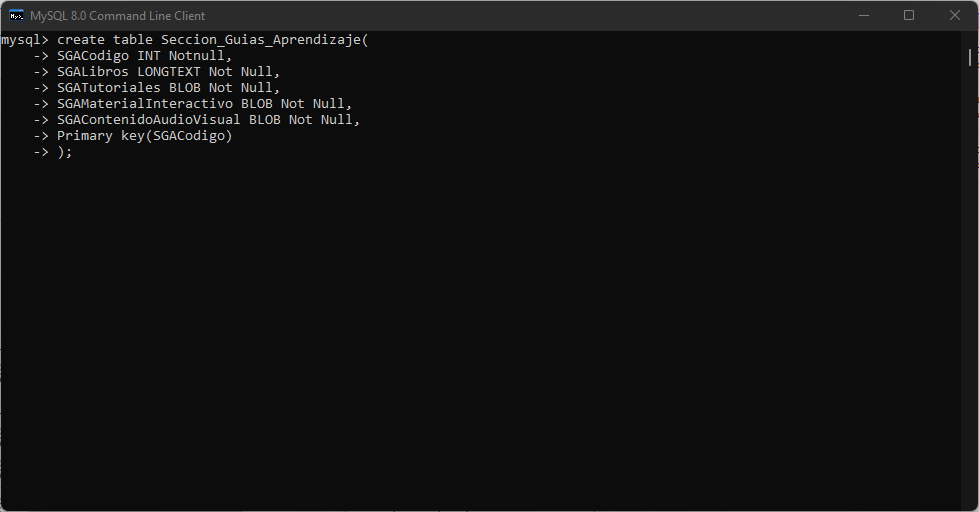 MySQL 8.0 Command Line Client
mysql> create table Seccion_Guias_Aprendizaje(
    -> SGACodigo INT Notnull,
    -> SGALibros LONGTEXT Not Null,
    -> SGATutoriales BLOB Not Null,
    -> SGAMaterialInteractivo BLOB Not Null,
    -> SGAContenidoAudioVisual BLOB Not Null,
    -> Primary key(SGACodigo)
    -> );